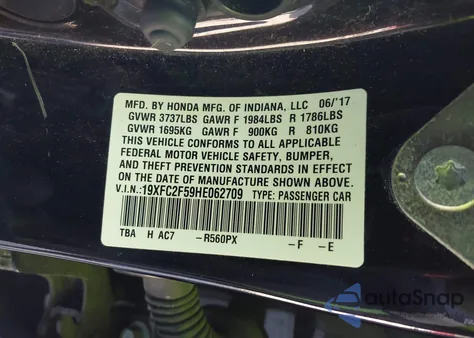 MFD. BY HONDA MFG. OF INDIANA, LLC 06/'17
GVWR 3737LBS GAWR F 1984LBS R 1786LBS
GVWR 1695KG GAWR F 900KG R 810KG
THIS VEHICLE CONFORMS TO ALL APPLICABLE
FEDERAL MOTOR VEHICLE SAFETY, BUMPER,
AND THEFT PREVENTION STANDARDS IN EFFECT
ON THE DATE OF MANUFACTURE SHOWN ABOVE.
V.I.N.:19XFC2F59HE062709 TYPE: PASSENGER CAR
TBA H AC7 -R560PX -F -E
autoSnap